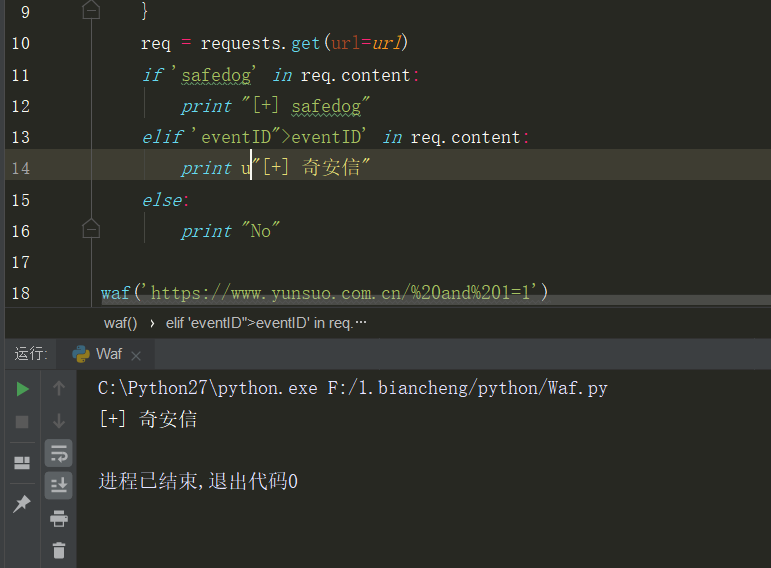 9 }
10 req = requests.get(url=url)
11 if 'safedog' in req.content:
12 print "[+] safedog"
13 elif 'eventID">eventID' in req.content:
14 print u"[+] 奇安信"
15 else:
16 print "No"
17
18 waf('https://www.yunsuo.com.cn/%20and%201=1')
waf() › elif 'eventID">eventID' in req.…
运行: Waf
C:\Python27\python.exe F:/1.biancheng/python/Waf.py
[+] 奇安信
进程已结束,退出代码0